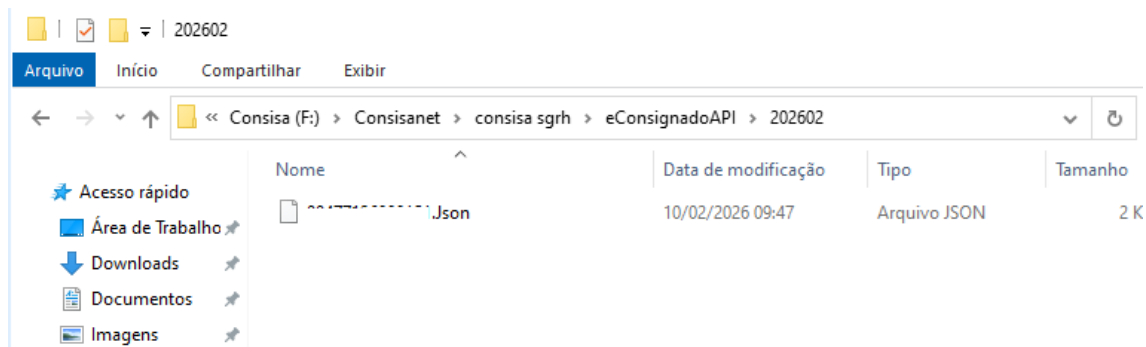 202602
Arquivo Início Compartilhar Exibir
« Consisa (F:) > Consisanet > consisa sgrh > eConsignadoAPI > 202602
Nome Data de modificação Tipo Tamanho
Acesso rápido
.Json 10/02/2026 09:47 Arquivo JSON 2 K
Área de Trabalho
Downloads
Documentos
Imagens